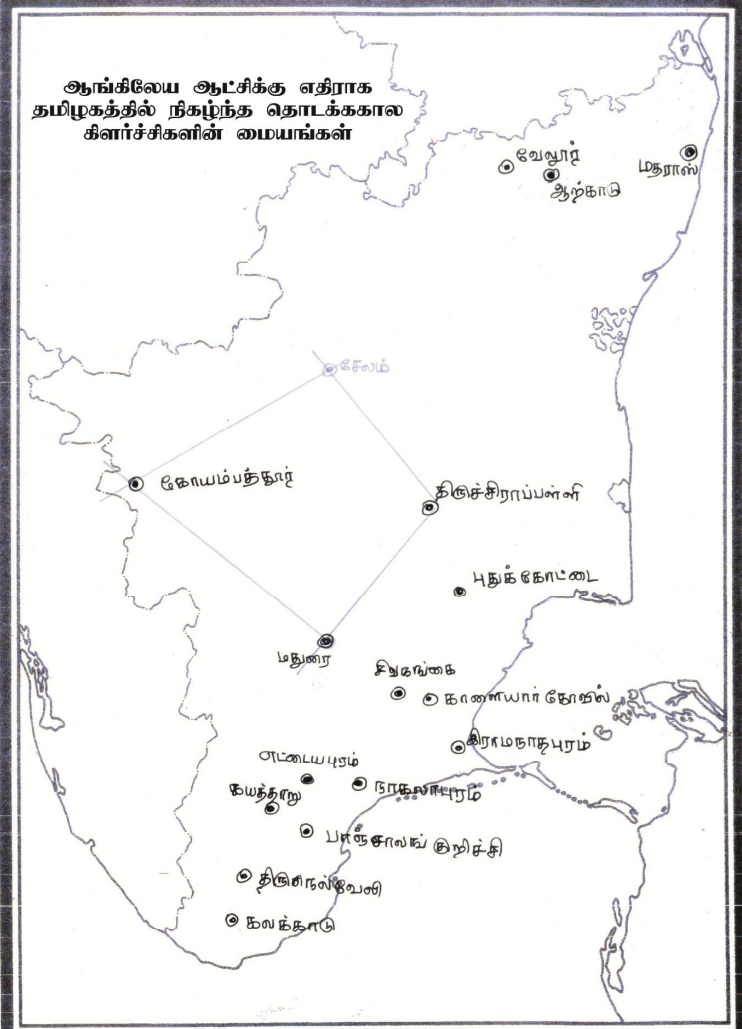 ஆங்கிலேய ஆட்சிக்கு எதிராக
தமிழகத்தில் நிகழ்ந்த தொடக்ககால
கிளர்ச்சிகளின் மையங்கள்
வேலூர்
மதராஸ்
ஆற்காடு
சேலம்
கோயம்பத்தூர்
திருச்சிராப்பள்ளி
புதுக்கோட்டை
மதுரை
சிவகங்கை
காளையார் கோவில்
இராமநாதபுரம்
எட்டையபுரம்
நாகலாபுரம்
கயத்தாறு
பாஞ்சாலங் குறிச்சி
திருநெல்வேலி
களக்காடு